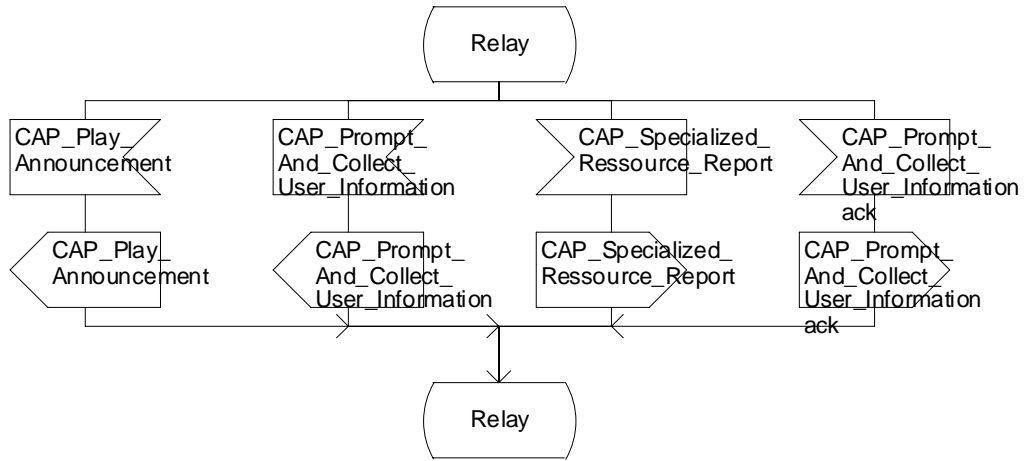 Relay
CAP_Play_
Announcement
CAP_Prompt_
And_Collect_
User_Information
CAP_Specialized_
Ressource_Report
CAP_Prompt_
And_Collect_
User_Information
ack
CAP_Play_
Announcement
CAP_Prompt_
And_Collect_
User_Information
CAP_Specialized_
Ressource_Report
CAP_Prompt_
And_Collect_
User_Information
ack
Relay